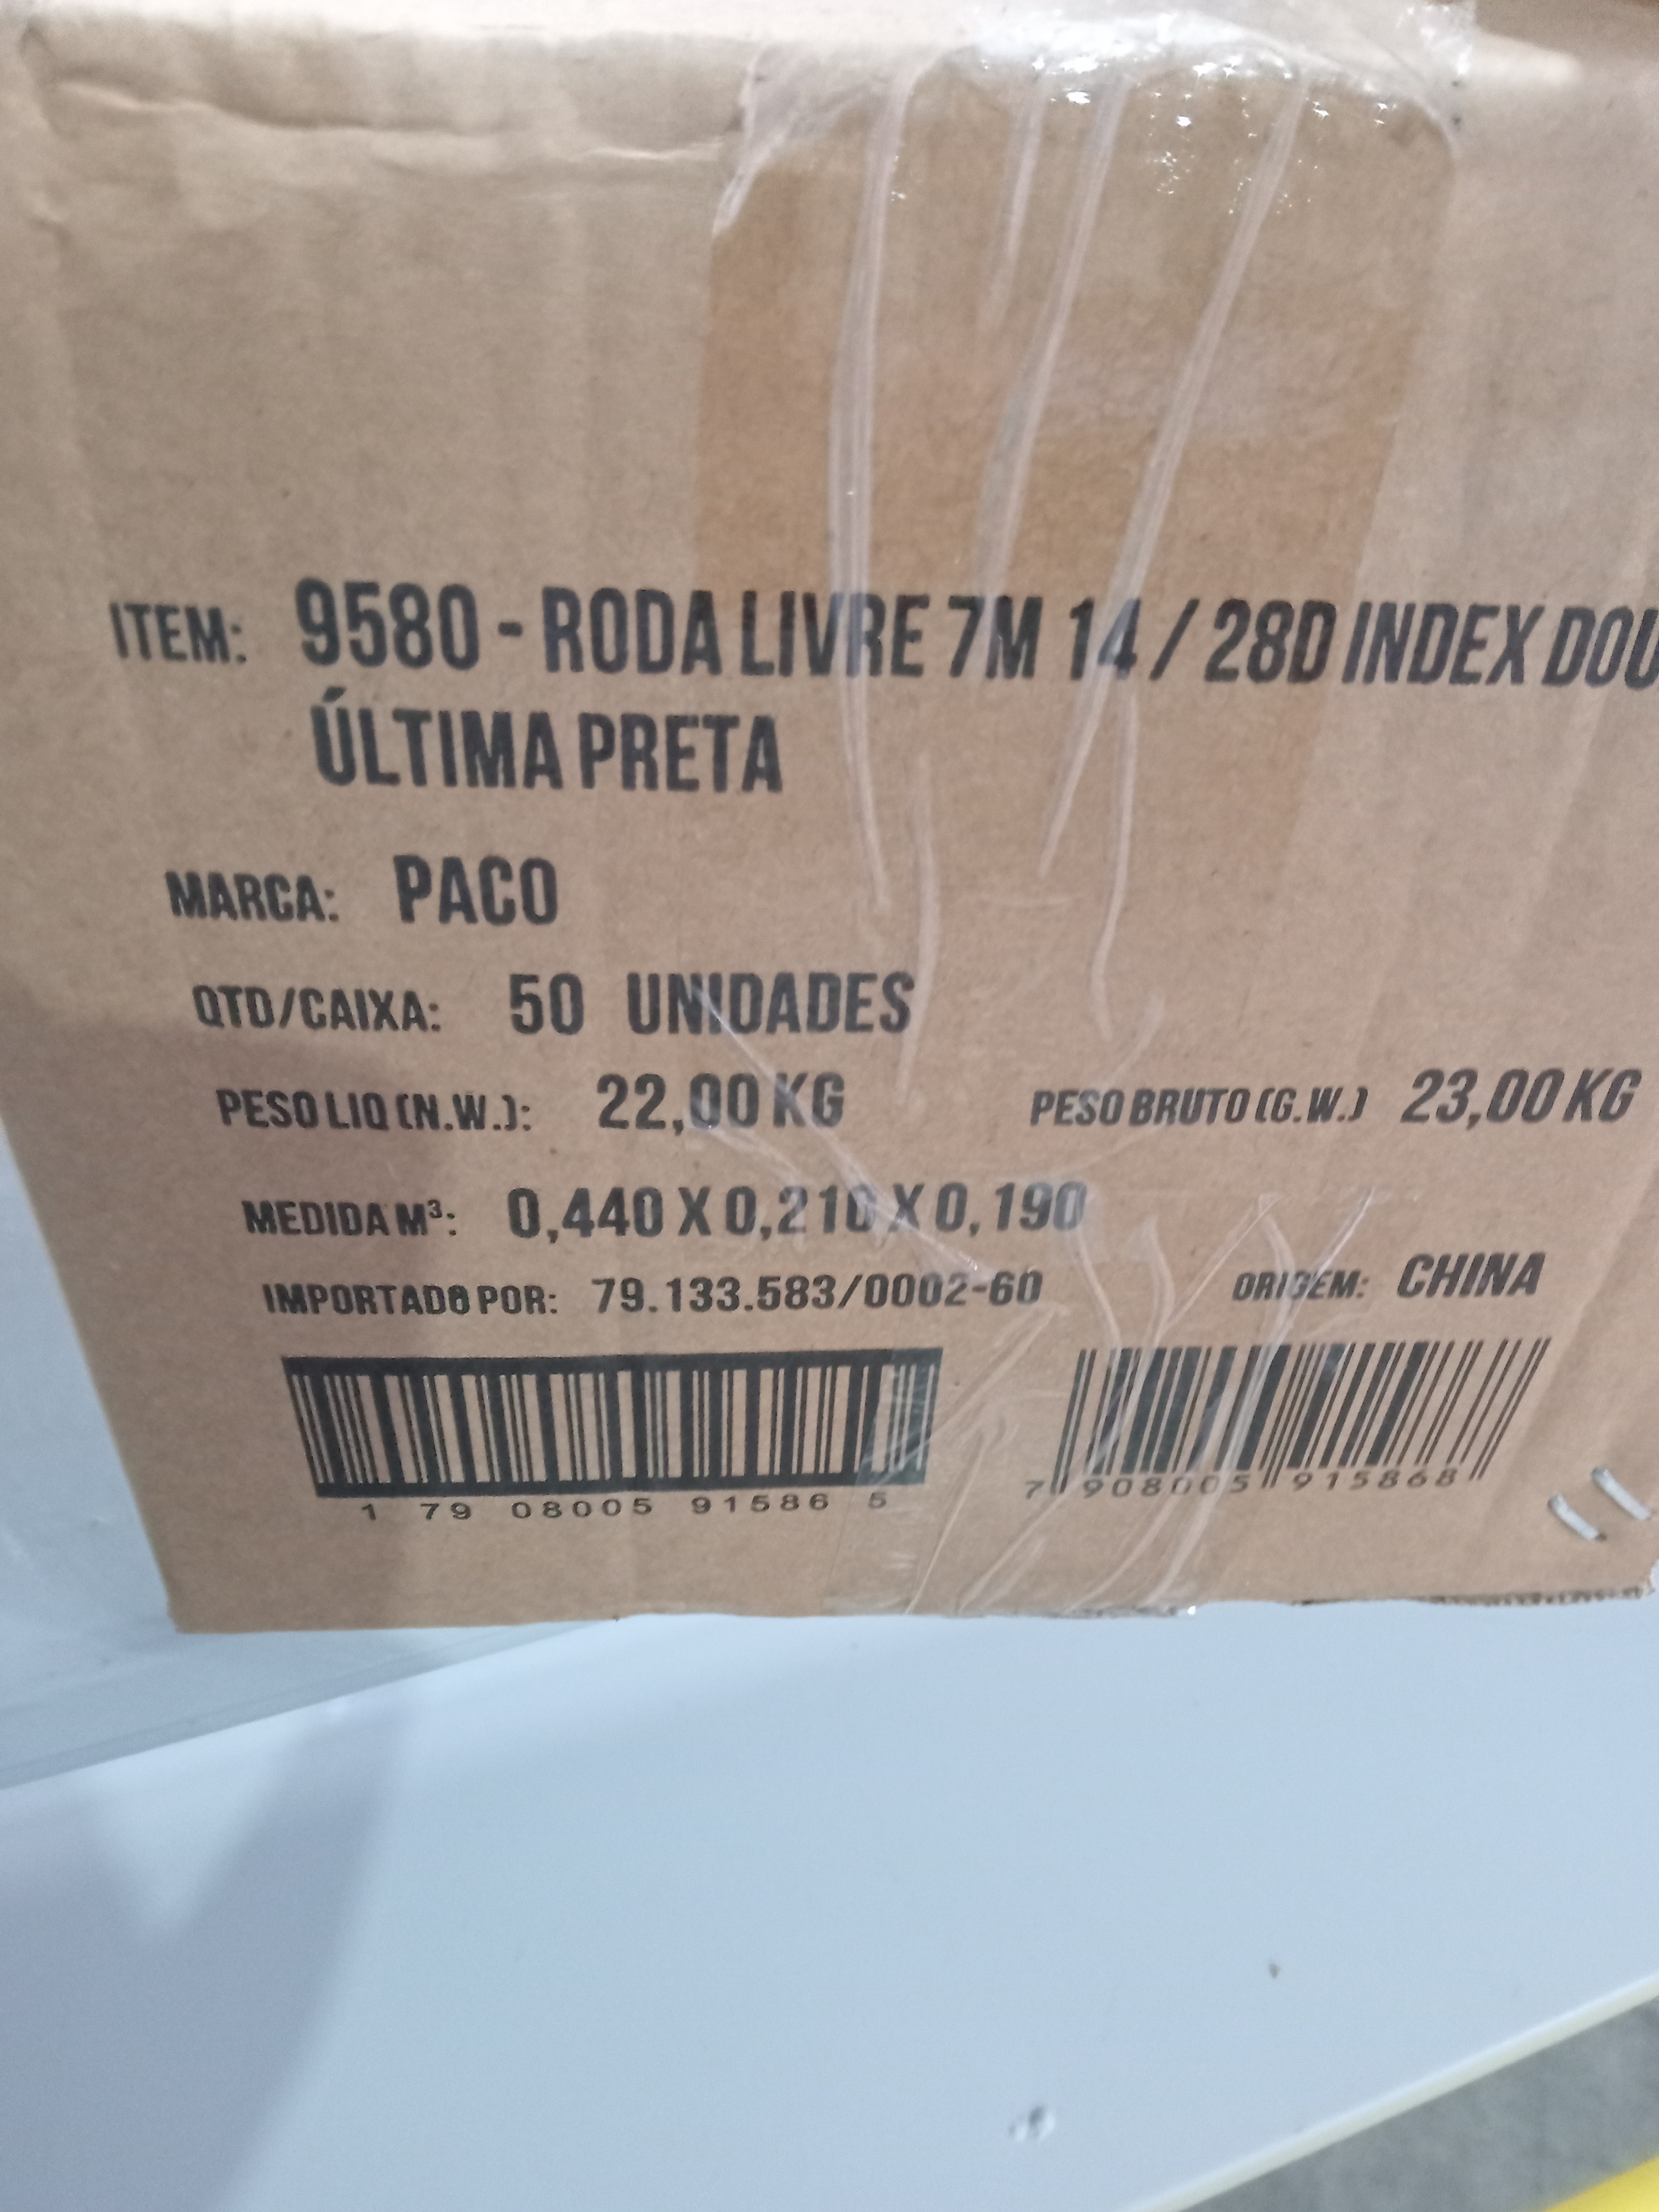 ITEM: 9580 - RODA LIVRE 7M 14 / 28D INDEX DOU
ÚLTIMA PRETA
MARCA: PACO
QTD/CAIXA: 50 UNIDADES
PESO LIQ (N.W.): 22,00 KG PESO BRUTO (G.W.) 23,00 KG
MEDIDA M³: 0,440 X 0,210 X 0,190
IMPORTADO POR: 79.133.583/0002-60 ORIGEM: CHINA
1 79 08005 91586 5 7 908005 915868